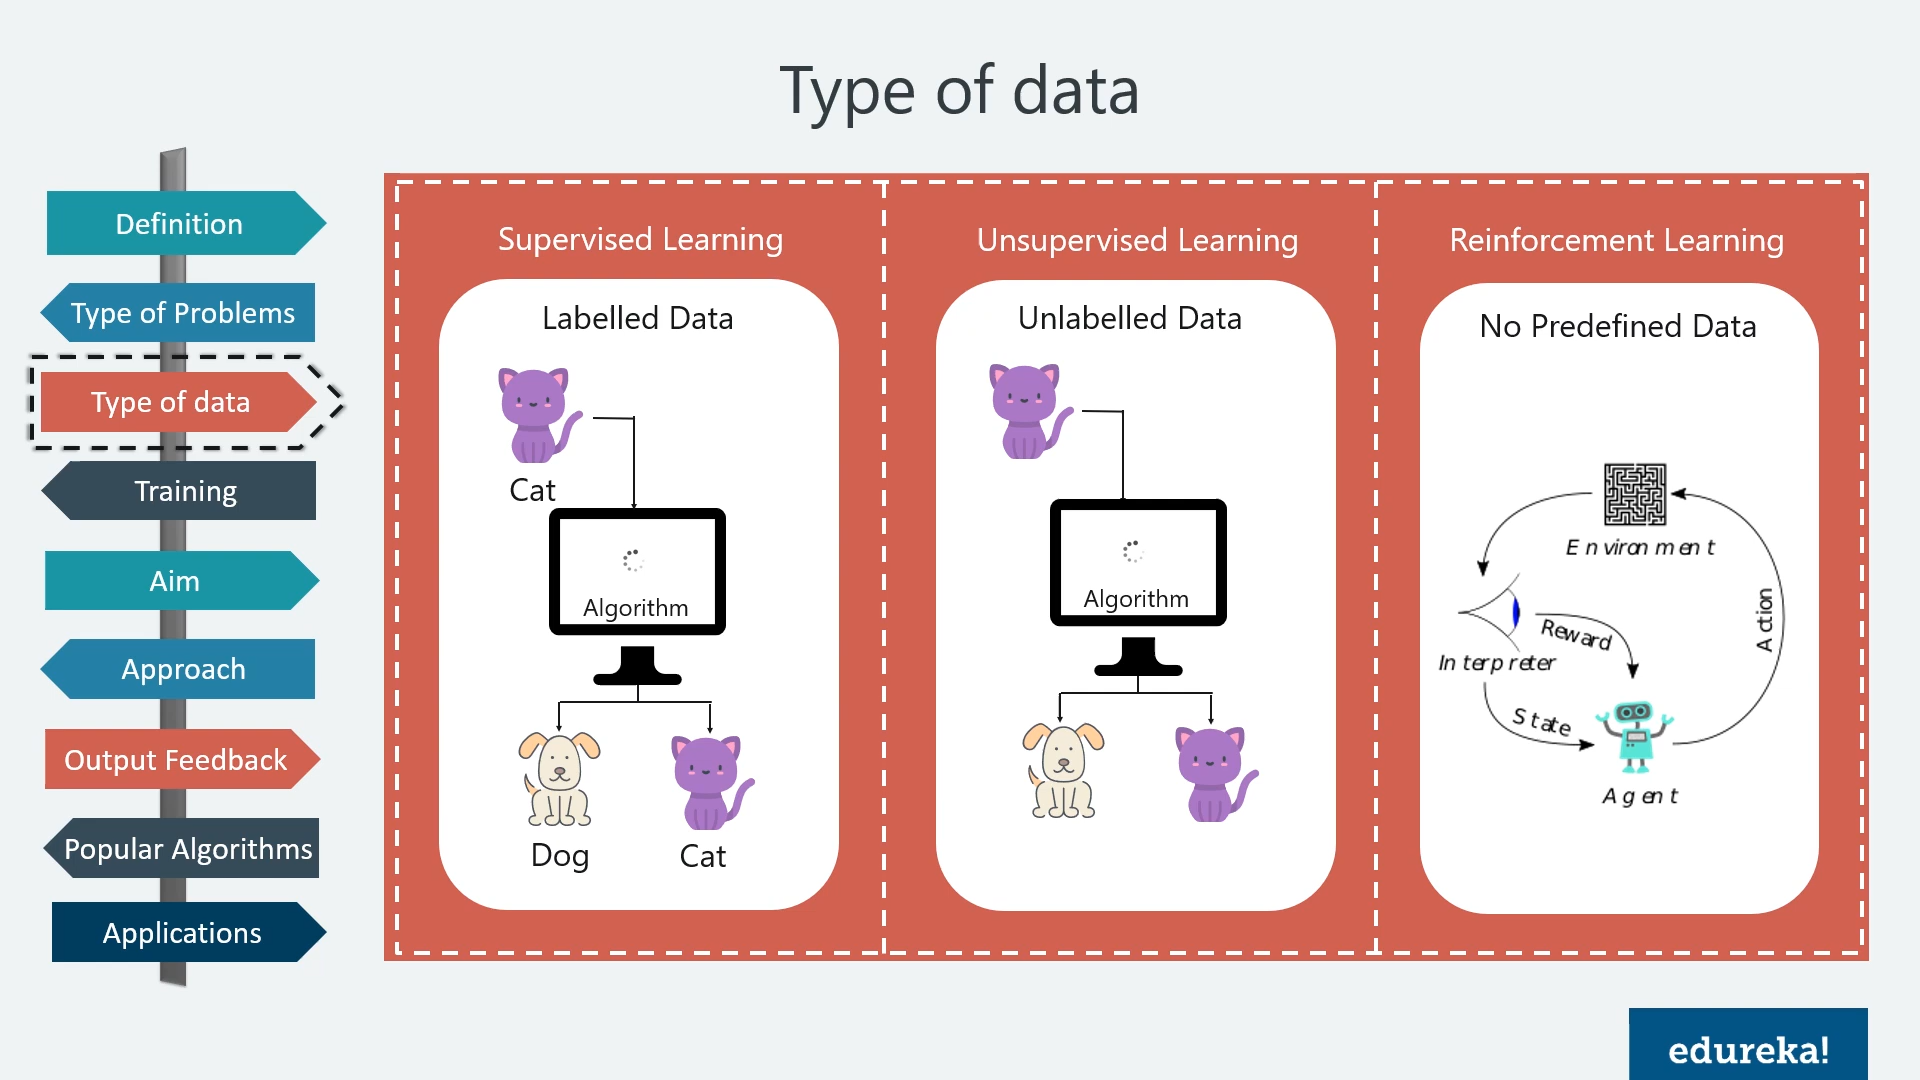 Type of data
Definition
Type of Problems
Type of data
Training
Aim
Approach
Output Feedback
Popular Algorithms
Applications
Supervised Learning
Labelled Data
Cat
Algorithm
Dog
Cat
Unsupervised Learning
Unlabelled Data
Algorithm
Reinforcement Learning
No Predefined Data
Environment
Reward
Interpreter
State
Action
Agent
edureka!